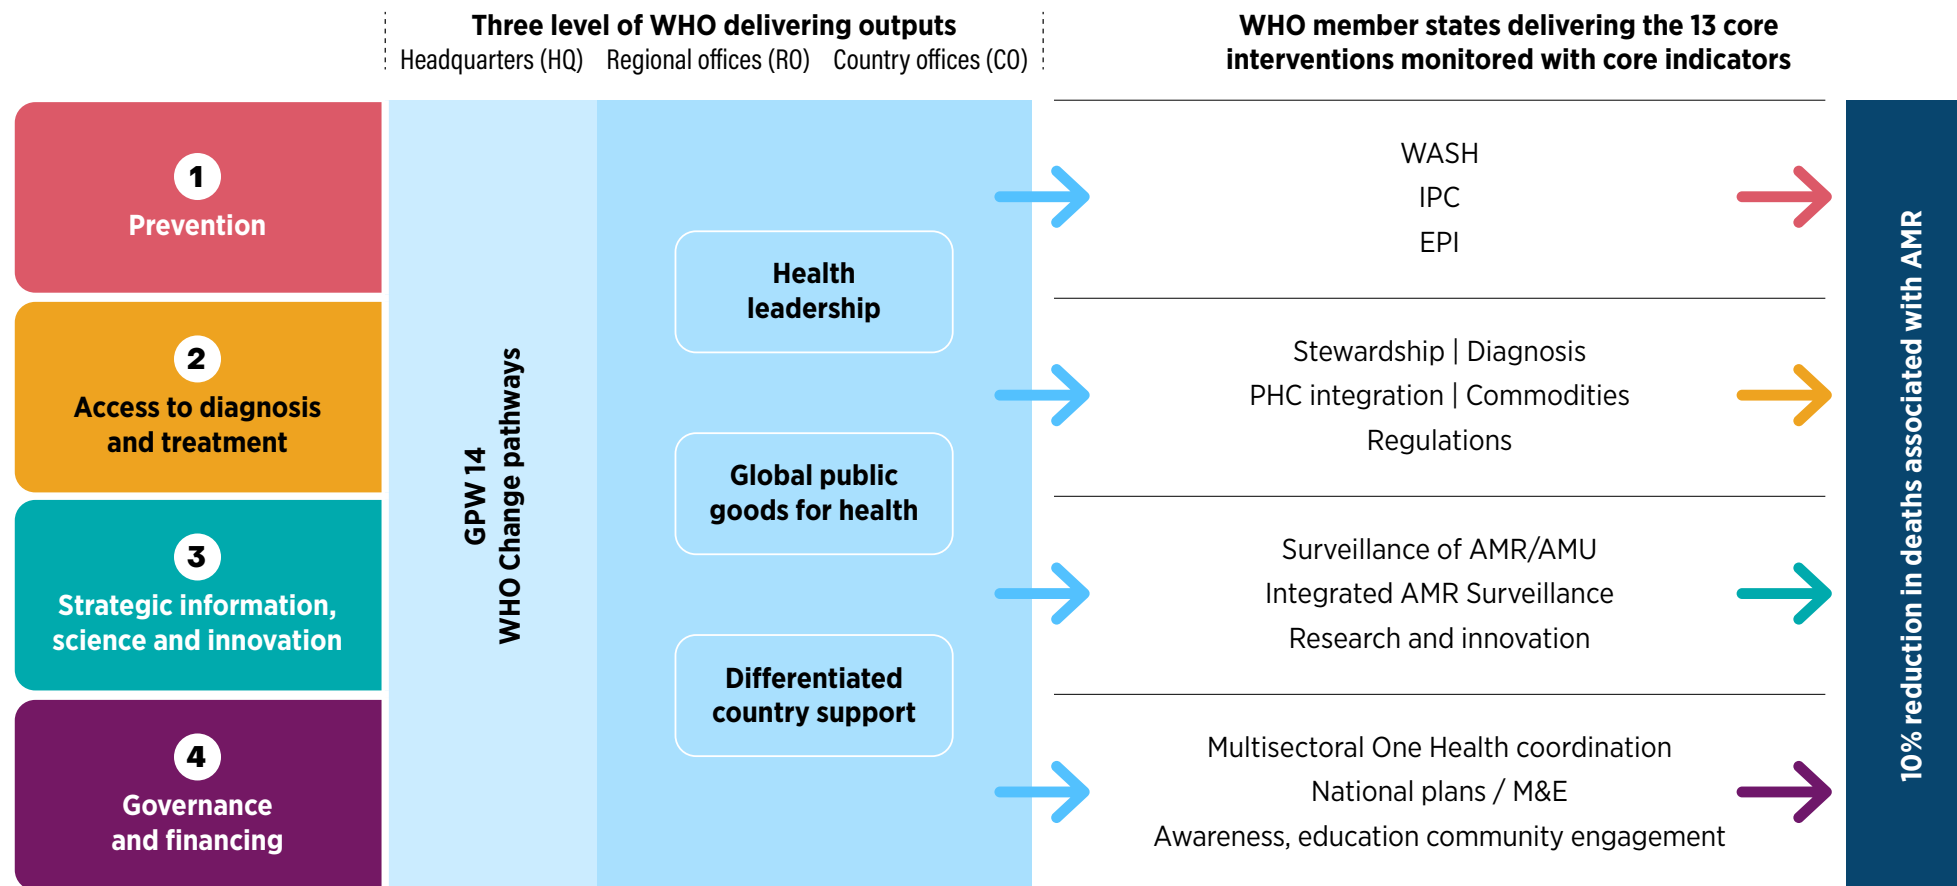 Three level of WHO delivering outputs
Headquarters (HQ) Regional offices (RO) Country offices (CO)
WHO member states delivering the 13 core
interventions monitored with core indicators
1
Prevention
2
Access to diagnosis
and treatment
3
Strategic information,
science and innovation
4
Governance
and financing
GPW 14
WHO Change pathways
Health
leadership
Global public
goods for health
Differentiated
country support
WASH
IPC
EPI
Stewardship | Diagnosis
PHC integration | Commodities
Regulations
Surveillance of AMR/AMU
Integrated AMR Surveillance
Research and innovation
Multisectoral One Health coordination
National plans / M&E
Awareness, education community engagement
10% reduction in deaths associated with AMR